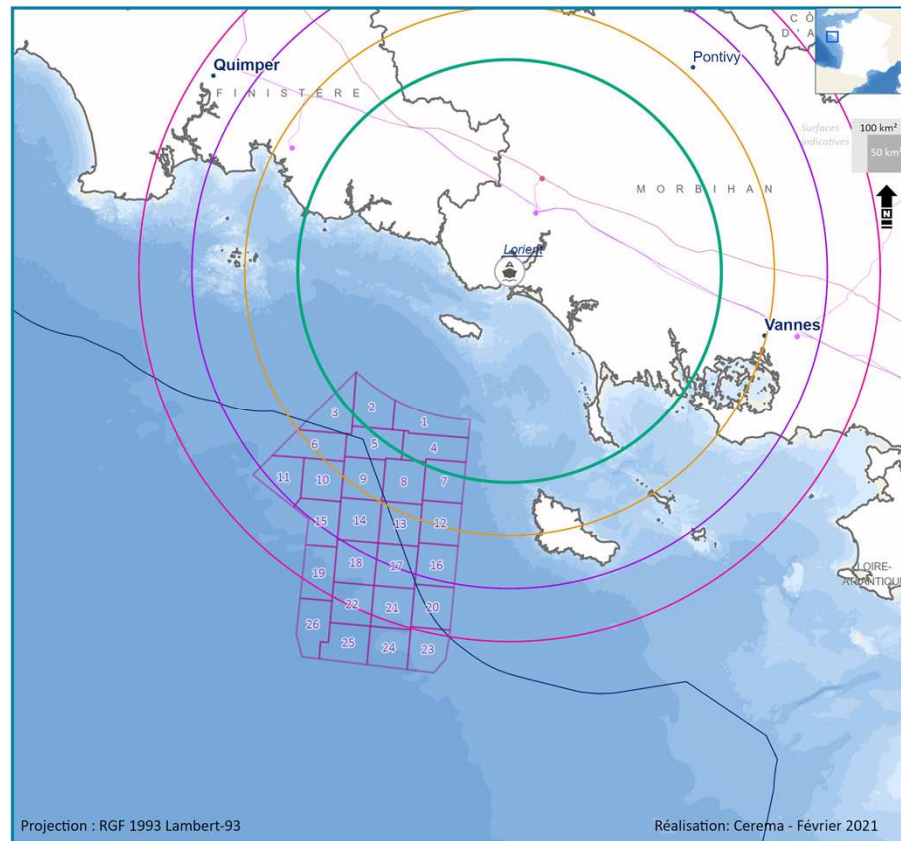 CÔ
D'A
Quimper
Pontivy
FINISTERE
Surfaces
indicatives
100 km²
50 km²
N
MORBIHAN
Lorient
Vannes
1
2
3
4
5
6
7
8
9
10
11
12
13
14
15
16
17
18
19
20
21
22
23
24
25
26
LOIRE-
ATLANTIQUE
Projection : RGF 1993 Lambert-93
Réalisation: Cerema - Février 2021